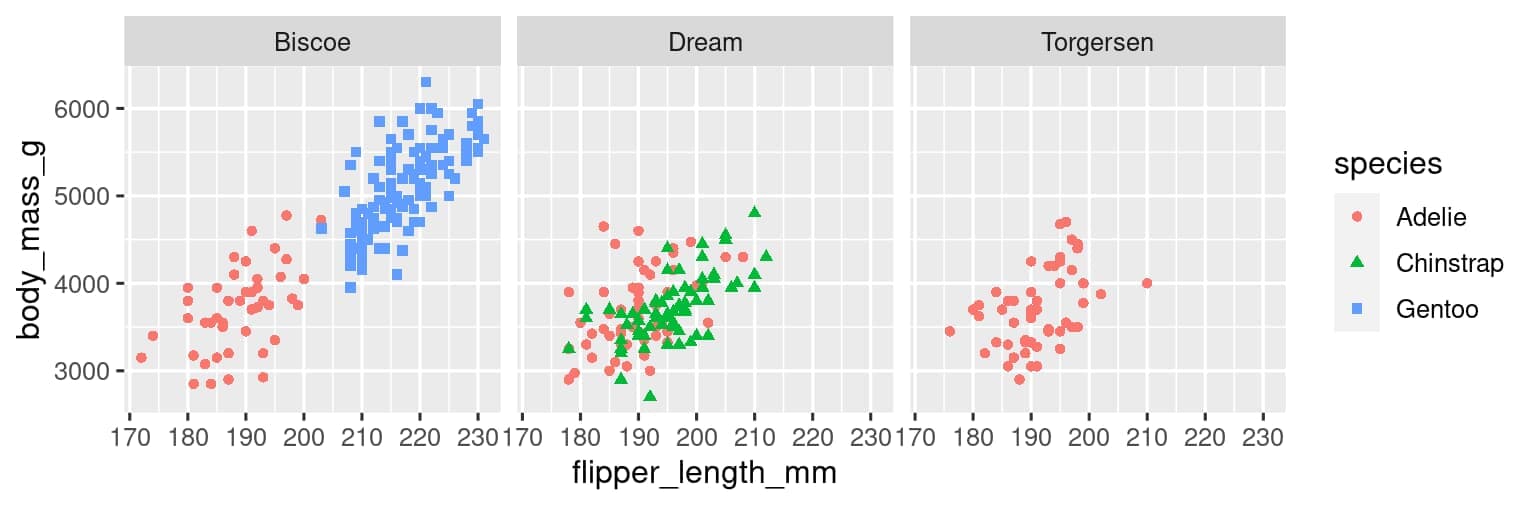 Biscoe Dream Torgersen
6000
5000
4000
3000
body_mass_g
170 180 190 200 210 220 230 170 180 190 200 210 220 230 170 180 190 200 210 220 230
flipper_length_mm
species
Adelie
Chinstrap
Gentoo